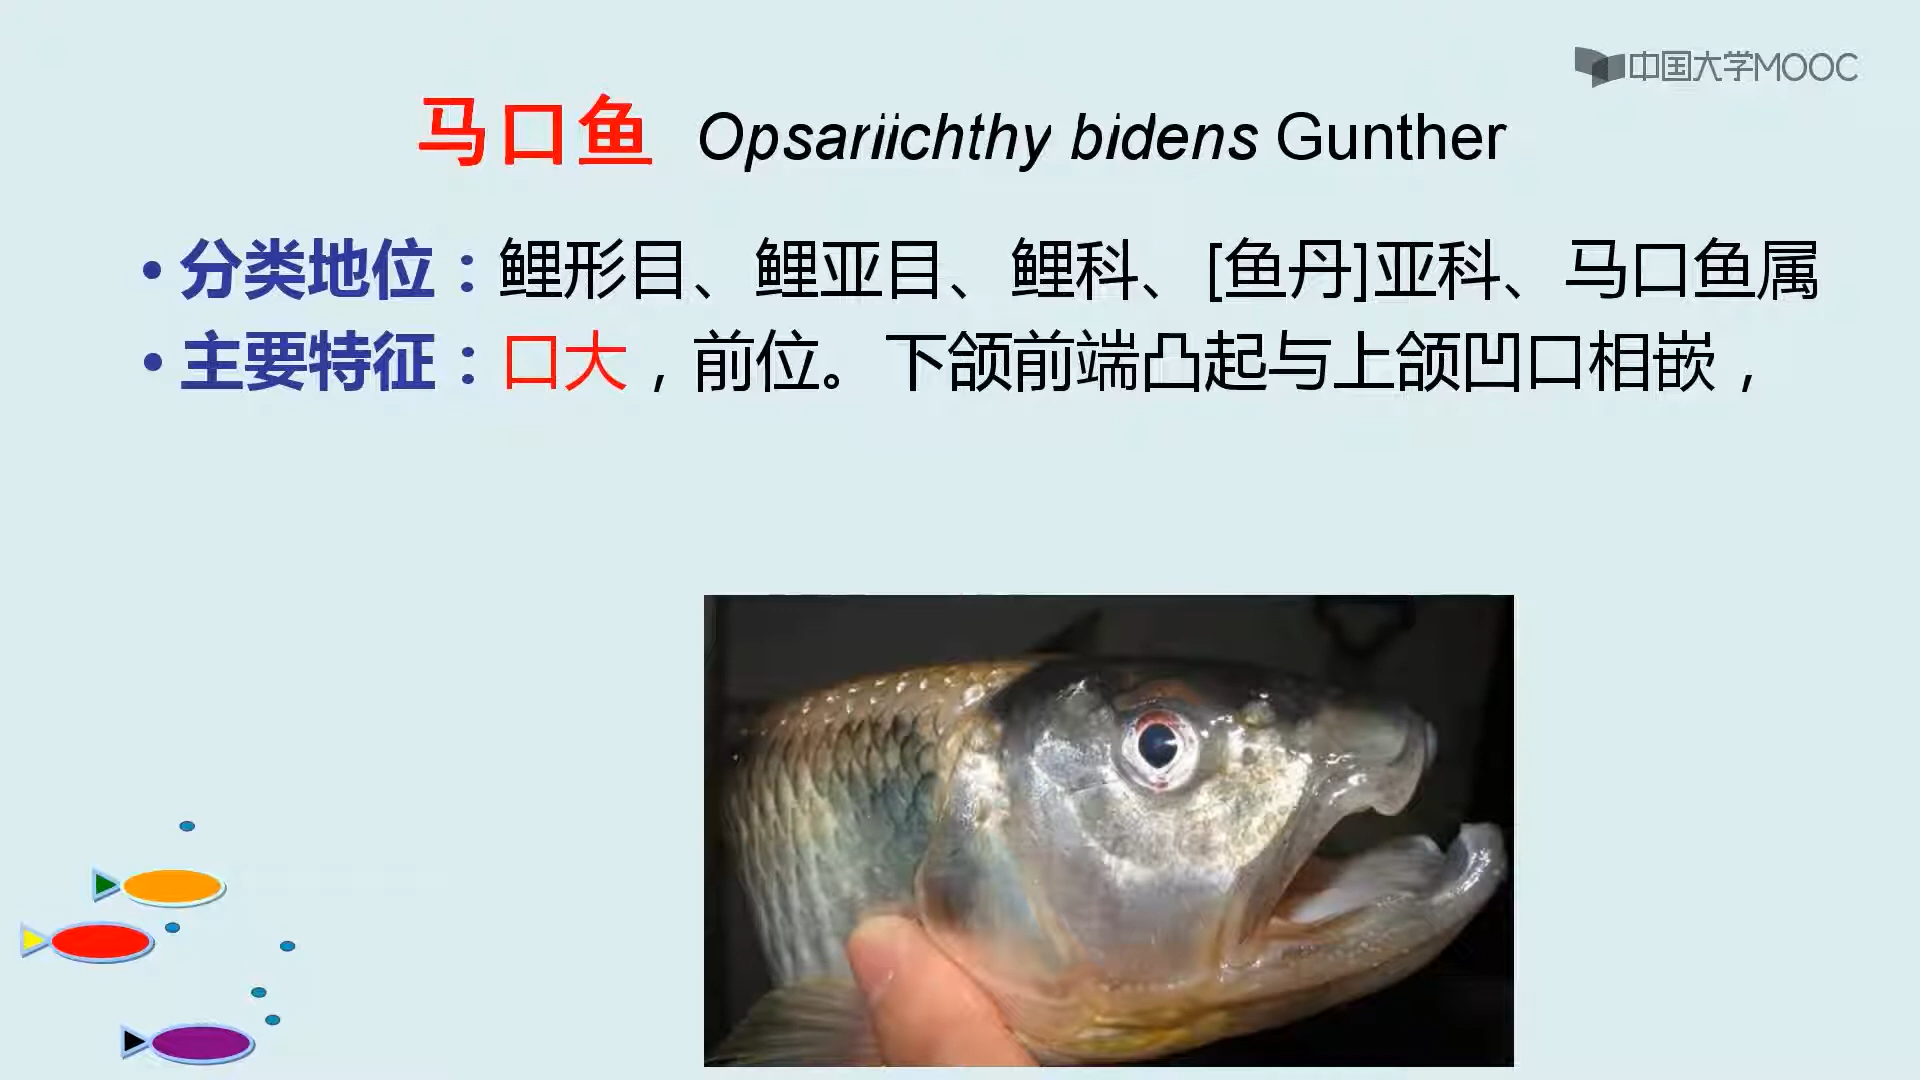 中国大学MOOC
马口鱼 Opsariichthy bidens Gunther
• 分类地位：鲤形目、鲤亚目、鲤科、[鱼丹]亚科、马口鱼属
• 主要特征：口大，前位。下颌前端凸起与上颌凹口相嵌，